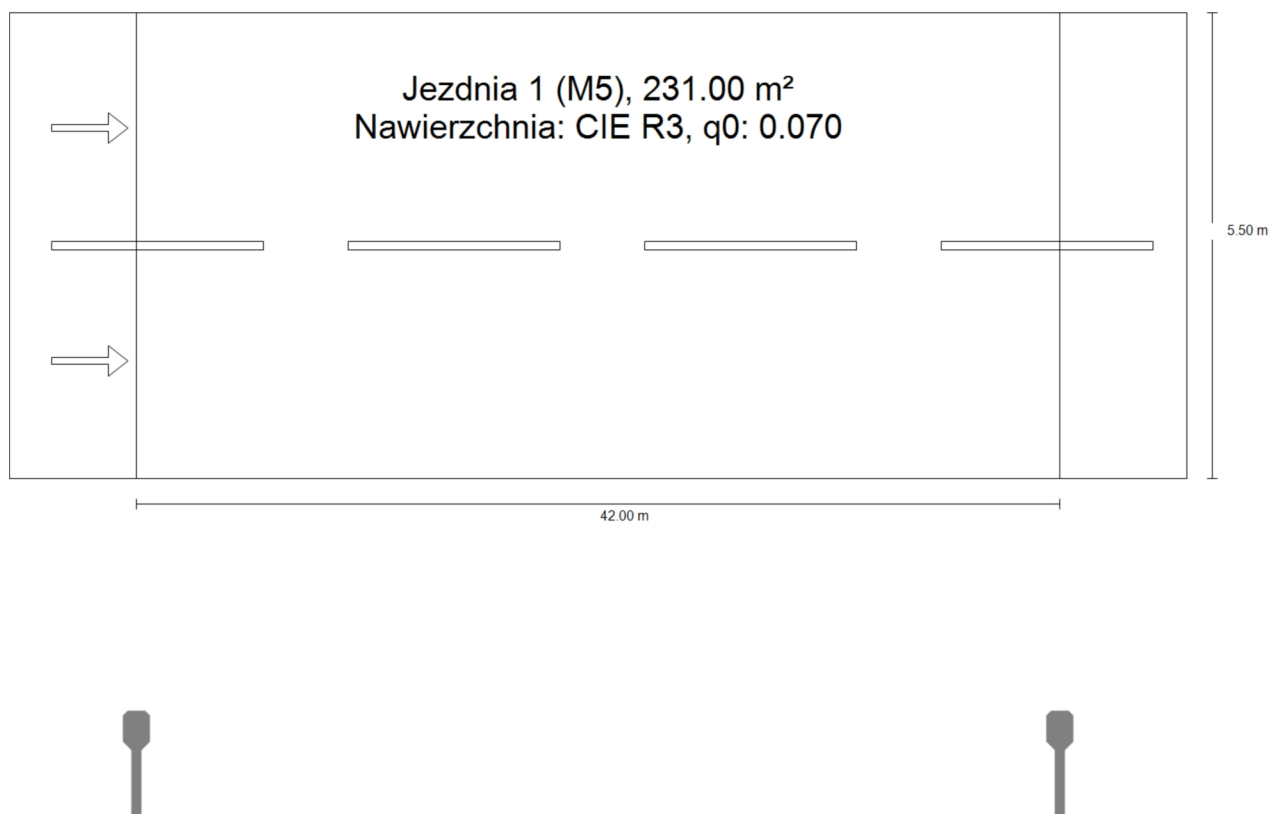 Jezdnia 1 (M5), 231.00 m²
Nawierzchnia: CIE R3, q0: 0.070
5.50 m
42.00 m